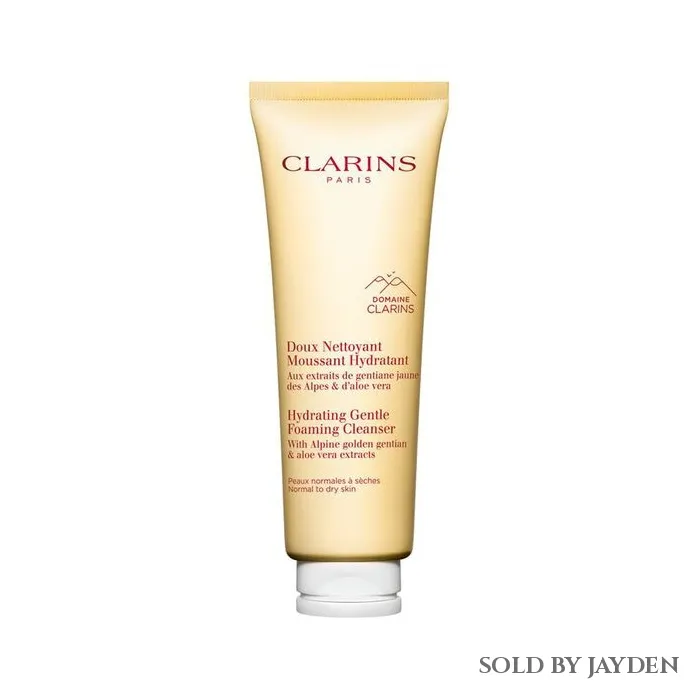 CLARINS
PARIS
DOMAINE
CLARINS
Doux Nettoyant
Moussant Hydratant
Aux extraits de gentiane jaune
des Alpes & d'aloe vera
Hydrating Gentle
Foaming Cleanser
With Alpine golden gentian
& aloe vera extracts
Peaux normales à sèches
Normal to dry skin
SOLD BY JAYDEN